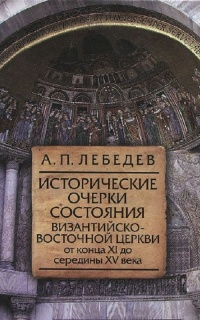 А. П. ЛЕБЕДЕВ
ИСТОРИЧЕСКИЕ
ОЧЕРКИ
СОСТОЯНИЯ
ВИЗАНТИЙСКО-
ВОСТОЧНОЙ ЦЕРКВИ
от конца XI до
середины XV века